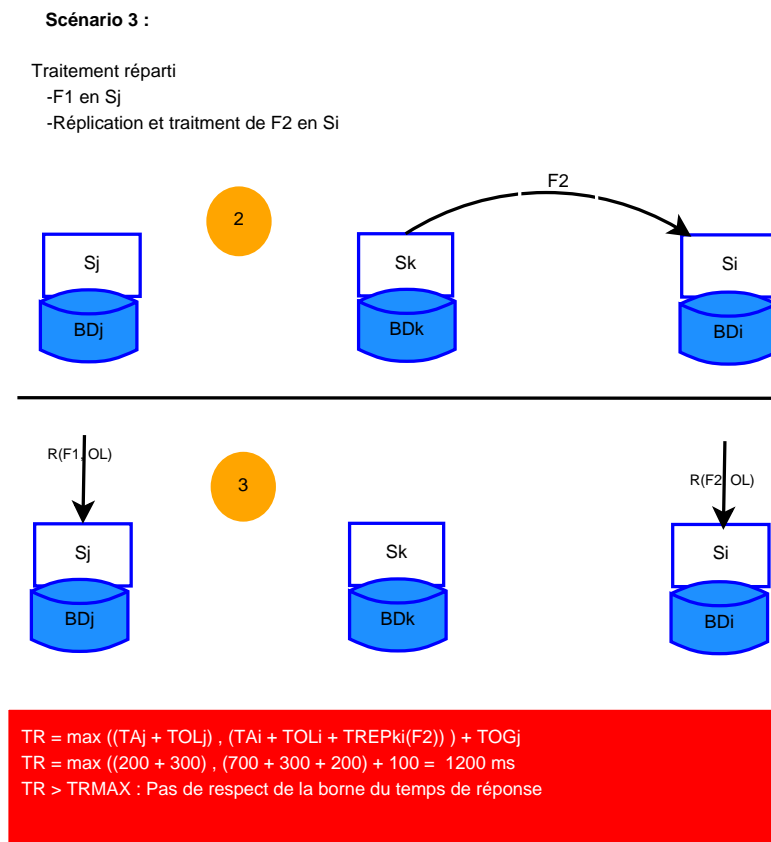 Scénario 3 :
Traitement réparti
-F1 en Sj
-Réplication et traitment de F2 en Si
F2
2
Sj
Sk
Si
BDj
BDk
BDi
R(F1, OL)
3
R(F2, OL)
Sj
Sk
Si
BDj
BDk
BDi
TR = max ((TAj + TOLj) , (TAi + TOLi + TREPki(F2)) ) + TOGj
TR = max ((200 + 300) , (700 + 300 + 200) + 100 = 1200 ms
TR > TRMAX : Pas de respect de la borne du temps de réponse